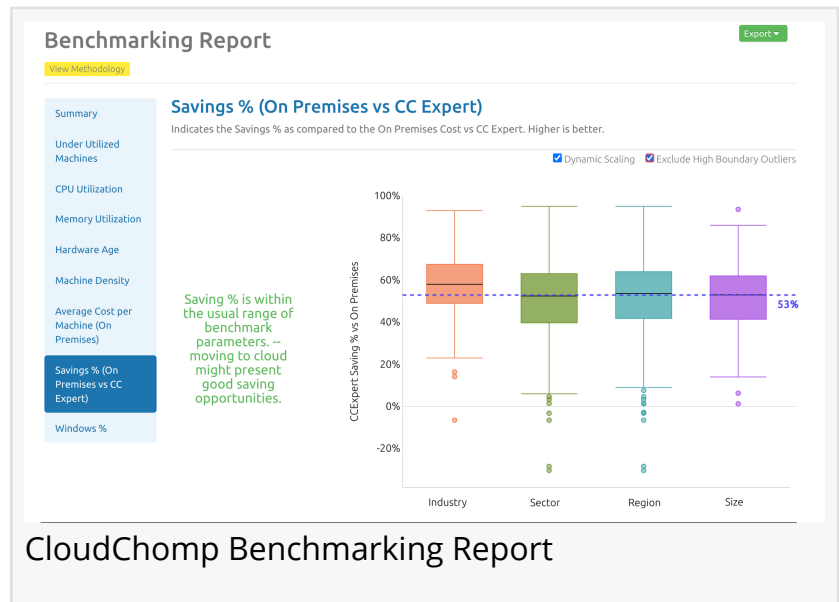 Benchmarking Report
Export
View Methodology
Summary
Under Utilized
Machines
CPU Utilization
Memory Utilization
Hardware Age
Machine Density
Average Cost per
Machine (On
Premises)
Savings % (On
Premises vs CC
Expert)
Windows %
Savings % (On Premises vs CC Expert)
Indicates the Savings % as compared to the On Premises Cost vs CC Expert. Higher is better.
Dynamic Scaling
Exclude High Boundary Outliers
Saving % is within
the usual range of
benchmark
parameters. --
moving to cloud
might present
good saving
opportunities.
CCExpert Saving % vs On Premises
100%
80%
60%
40%
20%
0%
-20%
53%
Industry
Sector
Region
Size
CloudChomp Benchmarking Report